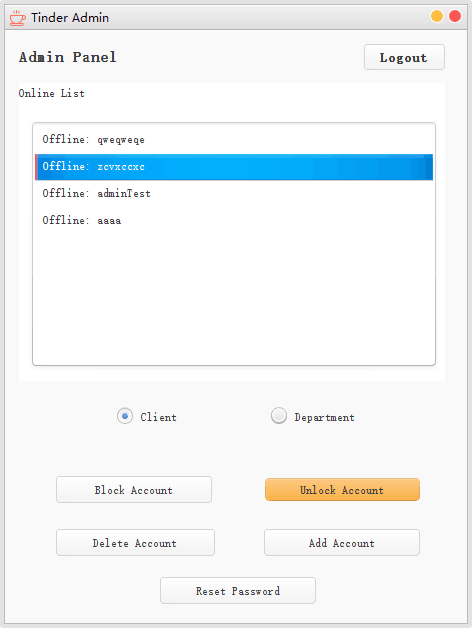 Tinder Admin
Admin Panel
Logout
Online List
Offline: qweqweqe
Offline: zcvxccxc
Offline: adminTest
Offline: aaaa
Client
Department
Block Account
Unlock Account
Delete Account
Add Account
Reset Password